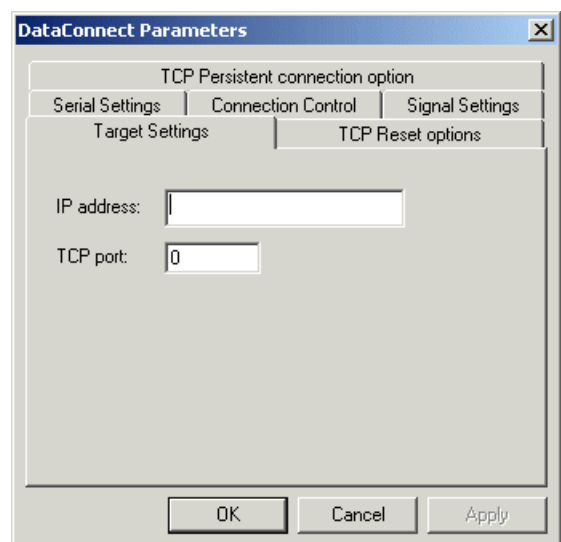 DataConnect Parameters
TCP Persistent connection option
Serial Settings Connection Control Signal Settings
Target Settings TCP Reset options
IP address:
TCP port: 0
OK Cancel Apply